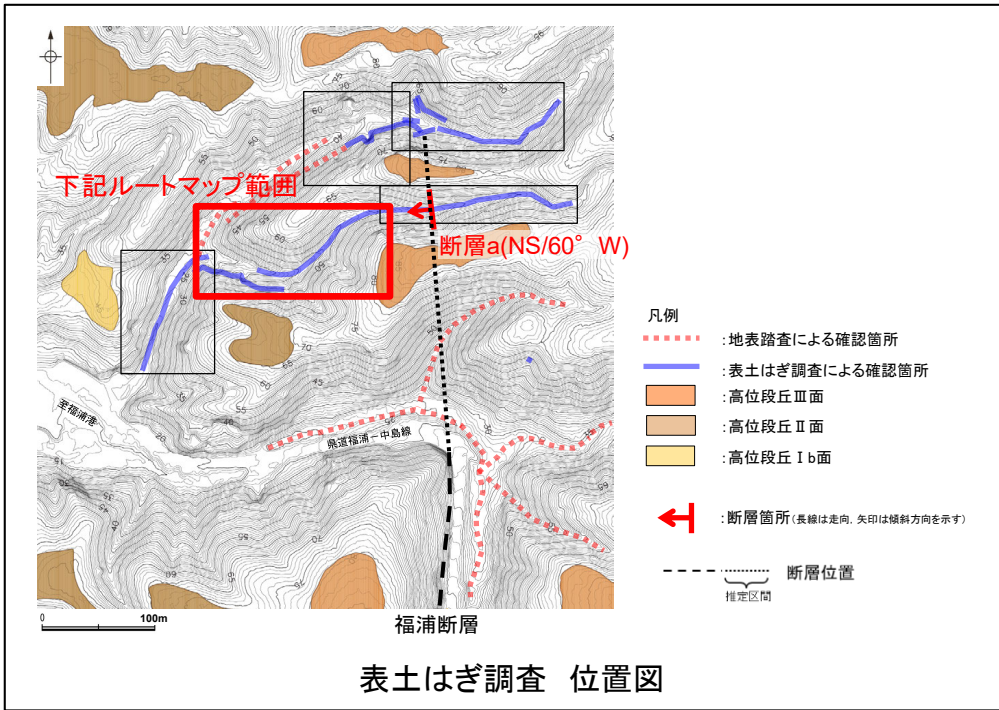 下記ルートマップ範囲
断層a(NS/60°W)
県道福浦ー中島線
至福浦港
0 100m
福浦断層
凡例
:地表踏査による確認箇所
:表土はぎ調査による確認箇所
:高位段丘Ⅲ面
:高位段丘Ⅱ面
:高位段丘Ⅰb面
:断層箇所(長線は走向,矢印は傾斜方向を示す)
断層位置
推定区間
表土はぎ調査 位置図